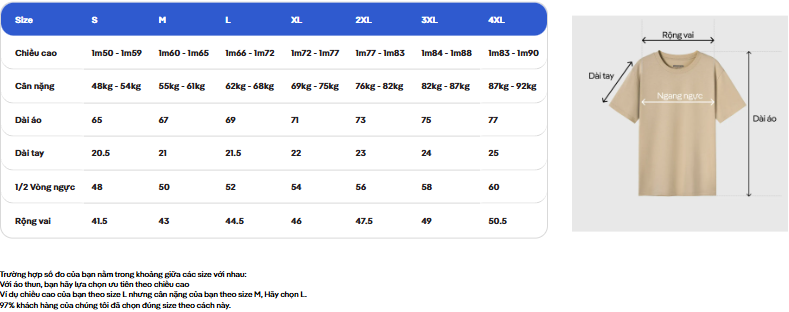 Size S M L XL 2XL 3XL 4XL
Chiều cao 1m50 - 1m59 1m60 - 1m65 1m66 - 1m72 1m72 - 1m77 1m77 - 1m83 1m84 - 1m88 1m83 - 1m90
Cân nặng 48kg - 54kg 55kg - 61kg 62kg - 68kg 69kg - 75kg 76kg - 82kg 82kg - 87kg 87kg - 92kg
Dài áo 65 67 69 71 73 75 77
Dài tay 20.5 21 21.5 22 23 24 25
1/2 Vòng ngực 48 50 52 54 56 58 60
Rộng vai 41.5 43 44.5 46 47.5 49 50.5
Rộng vai
Dài tay
Ngang ngực
Dài áo
Trường hợp số đo của bạn nằm trong khoảng giữa các size với nhau:
Với áo thun, bạn hãy lựa chọn ưu tiên theo chiều cao
Ví dụ chiều cao của bạn theo size L nhưng cân nặng của bạn theo size M, Hãy chọn L.
97% khách hàng của chúng tôi đã chọn đúng size theo cách này.